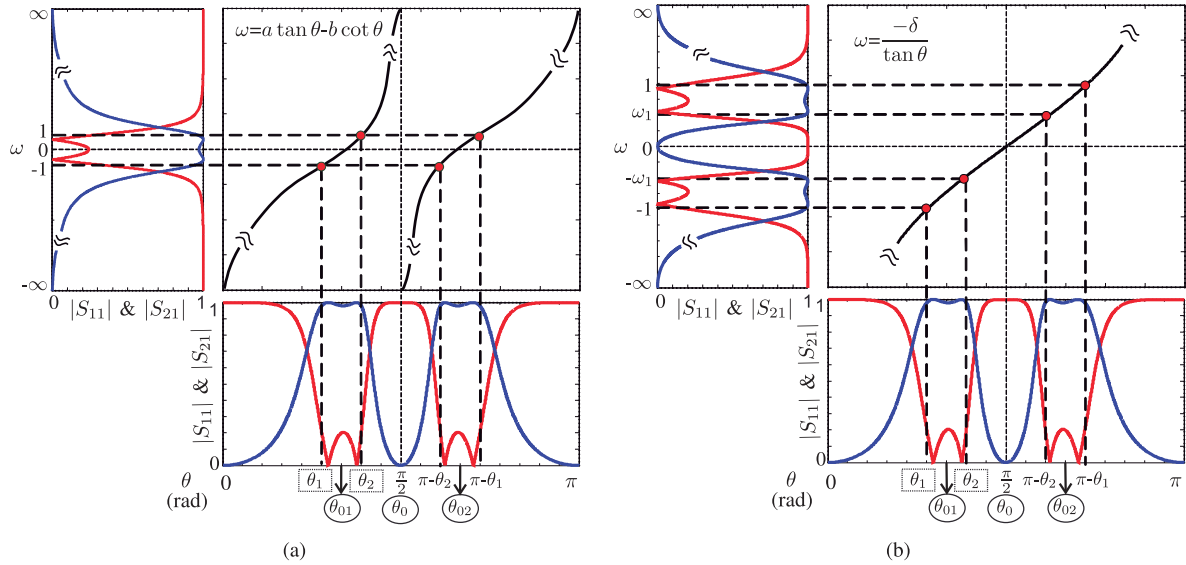 ∞
1
ω 0
-1
-∞
0 1
|S₁₁| & |S₂₁|
ω=a tan θ-b cot θ
|S₁₁| & |S₂₁|
1
0
θ
(rad)
θ₁ θ₂ π/2 π-θ₂ π-θ₁ π
θ₀₁ θ₀ θ₀₂
(a)
∞
1
ω₁
ω 0
-ω₁
-1
-∞
0 1
|S₁₁| & |S₂₁|
ω=-δ/tan θ
|S₁₁| & |S₂₁|
1
0
θ
(rad)
θ₁ θ₂ π/2 π-θ₂ π-θ₁ π
θ₀₁ θ₀ θ₀₂
(b)